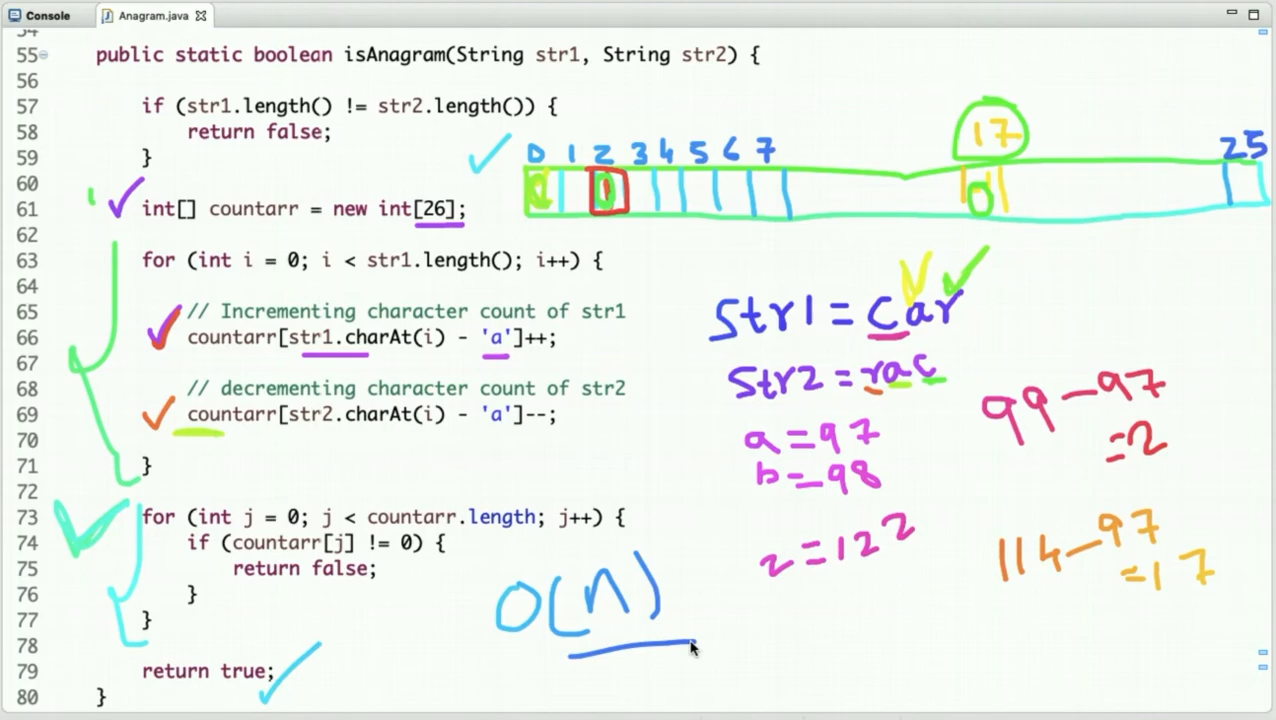 Console
Anagram.java
54
55 public static boolean isAnagram(String str1, String str2) {
56
57 if (str1.length() != str2.length()) {
58 return false;
59 }
60
61 int[] countarr = new int[26];
62
63 for (int i = 0; i < str1.length(); i++) {
64
65 // Incrementing character count of str1
66 countarr[str1.charAt(i) - 'a']++;
67
68 // decrementing character count of str2
69 countarr[str2.charAt(i) - 'a']--;
70
71 }
72
73 for (int j = 0; j < countarr.length; j++) {
74 if (countarr[j] != 0) {
75 return false;
76 }
77 }
78
79 return true;
80 }
0 1 2 3 4 5 6 7 17 25
0 0
Str1 = car
Str2 = rac
a = 97
b = 98
z = 122
99 - 97
= 2
114 - 97
= 17
O(n)